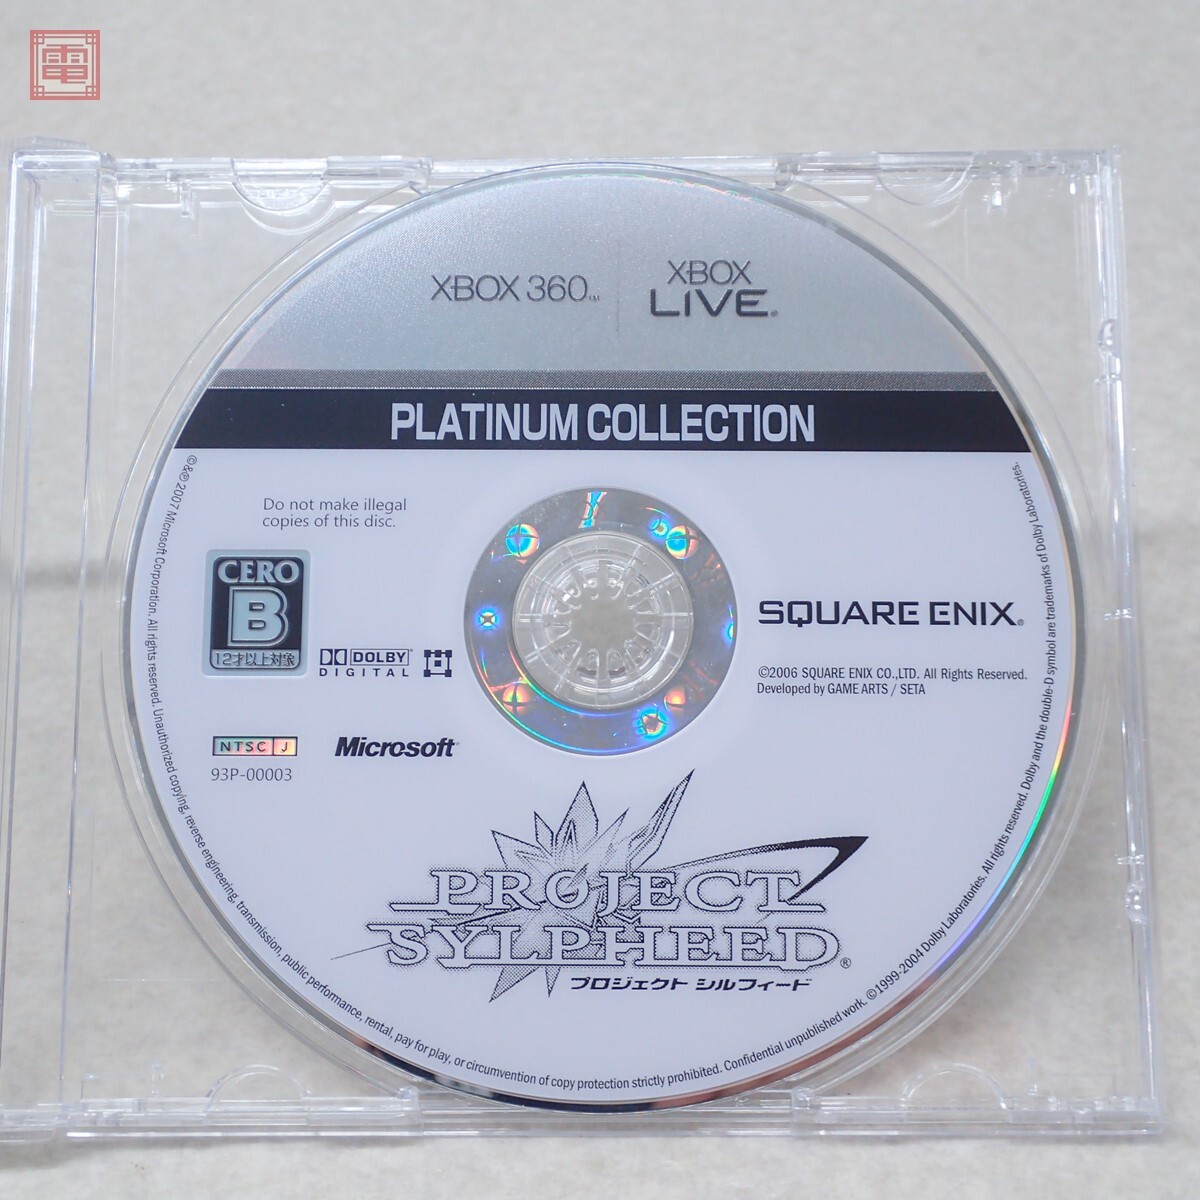 電
XBOX 360™
XBOX
LIVE®
PLATINUM COLLECTION
Do not make illegal
copies of this disc.
CERO
B
12才以上対象
DOLBY
DIGITAL
SQUARE ENIX®
©2006 SQUARE ENIX CO.,LTD. All Rights Reserved.
Developed by GAME ARTS / SETA
NTSC J
Microsoft®
93P-00003
PROJECT
SYLPHEED®
プロジェクト シルフィード
©&℗2007 Microsoft Corporation. All rights reserved. Unauthorized copying, reverse engineering, transmission, public performance, rental, pay for play, or circumvention of copy protection strictly prohibited. Confidential unpublished work. ©1999-2004 Dolby Laboratories. All rights reserved. Dolby and the double-D symbol are trademarks of Dolby Laboratories.